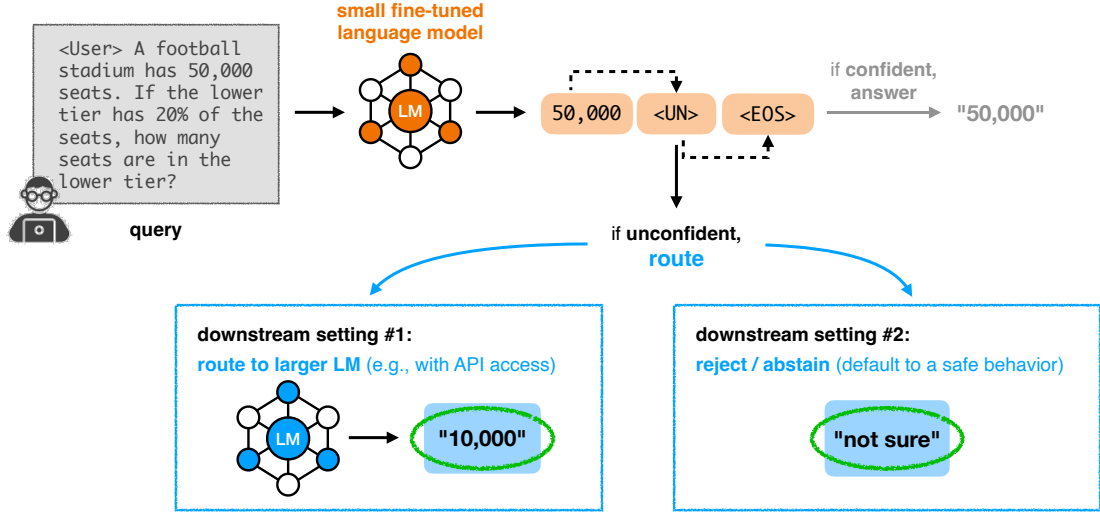 <User> A football
stadium has 50,000
seats. If the lower
tier has 20% of the
seats, how many
seats are in the
lower tier?
query
small fine-tuned
language model
LM
50,000
<UN>
<EOS>
if confident,
answer
"50,000"
if unconfident,
route
downstream setting #1:
route to larger LM (e.g., with API access)
LM
"10,000"
downstream setting #2:
reject / abstain (default to a safe behavior)
"not sure"